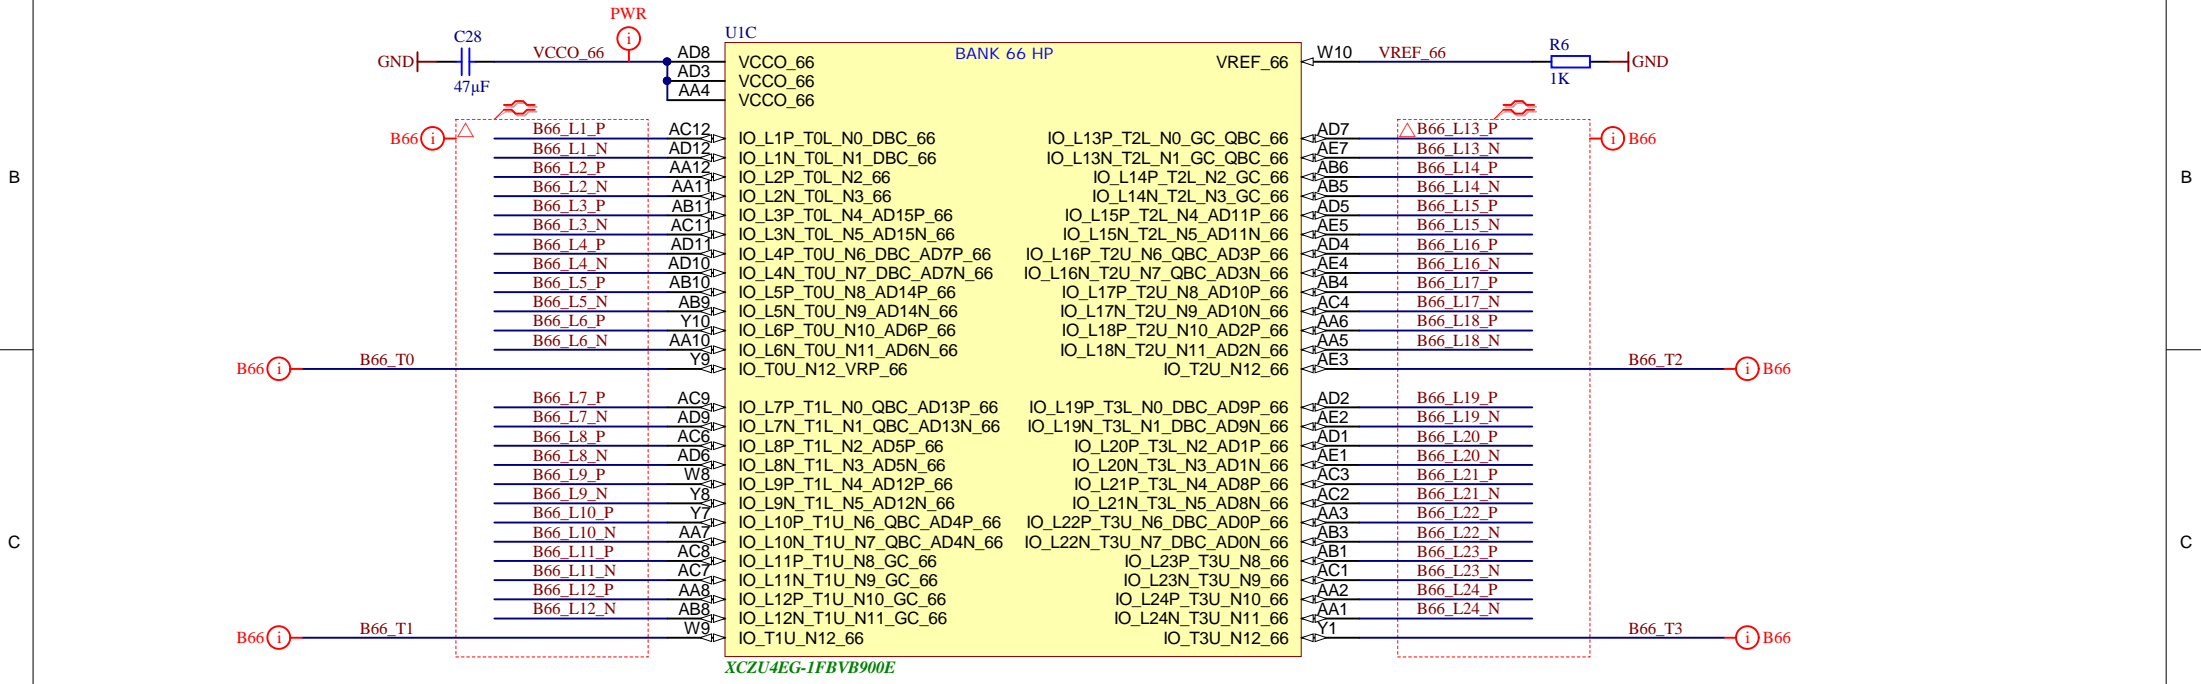 PWR
C28
U1C
GND VCCO_66 AD8 VCCO_66 BANK 66 HP VREF_66 W10 VREF_66 R6 GND
47µF AD3 VCCO_66 1K
AA4 VCCO_66
B66 i B66_L1_P AC12 IO_L1P_T0L_N0_DBC_66 IO_L13P_T2L_N0_GC_QBC_66 AD7 B66_L13_P i B66
B66_L1_N AD12 IO_L1N_T0L_N1_DBC_66 IO_L13N_T2L_N1_GC_QBC_66 AE7 B66_L13_N
B66_L2_P AA12 IO_L2P_T0L_N2_66 IO_L14P_T2L_N2_GC_66 AB6 B66_L14_P
B B66_L2_N AA11 IO_L2N_T0L_N3_66 IO_L14N_T2L_N3_GC_66 AB5 B66_L14_N B
B66_L3_P AB11 IO_L3P_T0L_N4_AD15P_66 IO_L15P_T2L_N4_AD11P_66 AD5 B66_L15_P
B66_L3_N AC11 IO_L3N_T0L_N5_AD15N_66 IO_L15N_T2L_N5_AD11N_66 AE5 B66_L15_N
B66_L4_P AD11 IO_L4P_T0U_N6_DBC_AD7P_66 IO_L16P_T2U_N6_QBC_AD3P_66 AD4 B66_L16_P
B66_L4_N AD10 IO_L4N_T0U_N7_DBC_AD7N_66 IO_L16N_T2U_N7_QBC_AD3N_66 AE4 B66_L16_N
B66_L5_P AB10 IO_L5P_T0U_N8_AD14P_66 IO_L17P_T2U_N8_AD10P_66 AB4 B66_L17_P
B66_L5_N AB9 IO_L5N_T0U_N9_AD14N_66 IO_L17N_T2U_N9_AD10N_66 AC4 B66_L17_N
B66_L6_P Y10 IO_L6P_T0U_N10_AD6P_66 IO_L18P_T2U_N10_AD2P_66 AA6 B66_L18_P
B66_L6_N AA10 IO_L6N_T0U_N11_AD6N_66 IO_L18N_T2U_N11_AD2N_66 AA5 B66_L18_N
B66 i B66_T0 Y9 IO_T0U_N12_VRP_66 IO_T2U_N12_66 AE3 B66_T2 i B66
B66_L7_P AC9 IO_L7P_T1L_N0_QBC_AD13P_66 IO_L19P_T3L_N0_DBC_AD9P_66 AD2 B66_L19_P
B66_L7_N AD9 IO_L7N_T1L_N1_QBC_AD13N_66 IO_L19N_T3L_N1_DBC_AD9N_66 AE2 B66_L19_N
B66_L8_P AC6 IO_L8P_T1L_N2_AD5P_66 IO_L20P_T3L_N2_AD1P_66 AD1 B66_L20_P
B66_L8_N AD6 IO_L8N_T1L_N3_AD5N_66 IO_L20N_T3L_N3_AD1N_66 AE1 B66_L20_N
B66_L9_P W8 IO_L9P_T1L_N4_AD12P_66 IO_L21P_T3L_N4_AD8P_66 AC3 B66_L21_P
B66_L9_N Y8 IO_L9N_T1L_N5_AD12N_66 IO_L21N_T3L_N5_AD8N_66 AC2 B66_L21_N
B66_L10_P Y7 IO_L10P_T1U_N6_QBC_AD4P_66 IO_L22P_T3U_N6_DBC_AD0P_66 AA3 B66_L22_P
C B66_L10_N AA7 IO_L10N_T1U_N7_QBC_AD4N_66 IO_L22N_T3U_N7_DBC_AD0N_66 AB3 B66_L22_N C
B66_L11_P AC8 IO_L11P_T1U_N8_GC_66 IO_L23P_T3U_N8_66 AB1 B66_L23_P
B66_L11_N AC7 IO_L11N_T1U_N9_GC_66 IO_L23N_T3U_N9_66 AC1 B66_L23_N
B66_L12_P AA8 IO_L12P_T1U_N10_GC_66 IO_L24P_T3U_N10_66 AA2 B66_L24_P
B66_L12_N AB8 IO_L12N_T1U_N11_GC_66 IO_L24N_T3U_N11_66 AA1 B66_L24_N
B66 i B66_T1 W9 IO_T1U_N12_66 IO_T3U_N12_66 Y1 B66_T3 i B66
XCZU4EG-1FBVB900E